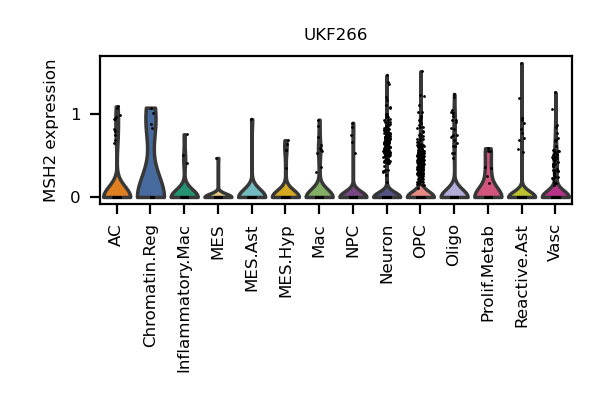 UKF266
MSH2 expression
1
0
AC
Chromatin.Reg
Inflammatory.Mac
MES
MES.Ast
MES.Hyp
Mac
NPC
Neuron
OPC
Oligo
Prolif.Metab
Reactive.Ast
Vasc